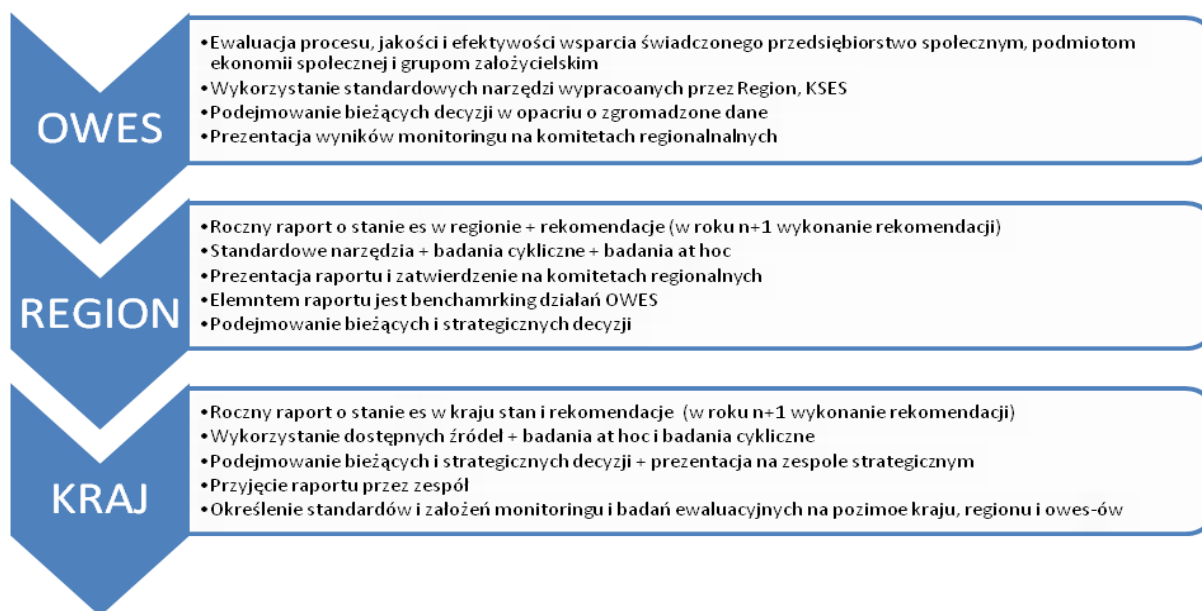 OWES
•Ewaluacja procesu, jakości i efektywości wsparcia świadczonego przedsiębiorstwo społecznym, podmiotom
ekonomii społecznej i grupom założycielskim
•Wykorzystanie standardowych narzędzi wypracoanych przez Region, KSES
•Podejmowanie bieżących decyzji w opacriu o zgromadzone dane
•Prezentacja wyników monitoringu na komitetach regionalnalnych
REGION
•Roczny raport o stanie es w regionie + rekomendacje (w roku n+1 wykonanie rekomendacji)
•Standardowe narzędzia + badania cykliczne + badania at hoc
•Prezentacja raportu i zatwierdzenie na komitetach regionalnych
•Elemntem raportu jest benchamrking działań OWES
•Podejmowanie bieżących i strategicznych decyzji
KRAJ
•Roczny raport o stanie es w kraju stan i rekomendacje (w roku n+1 wykonanie rekomendacji)
•Wykorzystanie dostępnych źródeł + badania at hoc i badania cykliczne
•Podejmowanie bieżących i strategicznych decyzji + prezentacja na zespole strategicznym
•Przyjęcie raportu przez zespół
•Określenie standardów i założeń monitoringu i badań ewaluacyjnych na pozimoe kraju, regionu i owes-ów